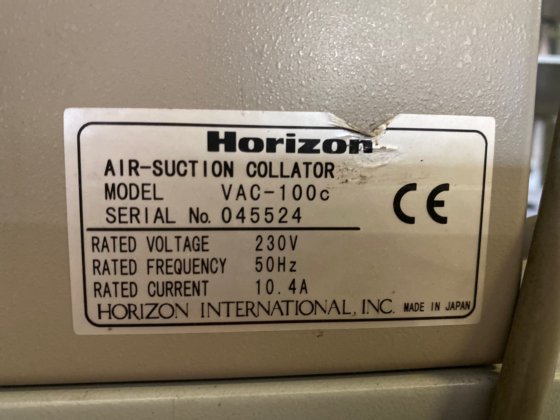 Horizon
AIR-SUCTION COLLATOR
MODEL VAC-100c
SERIAL No. 045524
CE
RATED VOLTAGE 230V
RATED FREQUENCY 50Hz
RATED CURRENT 10.4A
HORIZON INTERNATIONAL, INC. MADE IN JAPAN